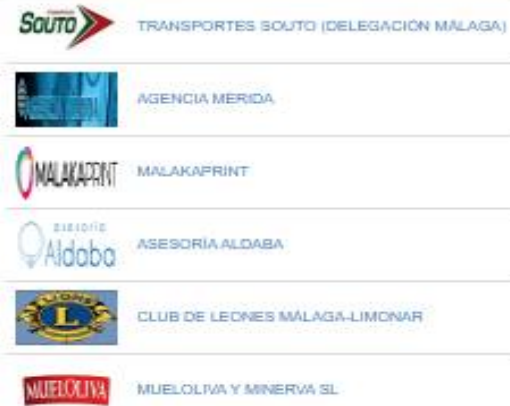 SOUTO
TRANSPORTES SOUTO (DELEGACIÓN MÁLAGA)
AGENCIA MERIDA
MALAKAPRINT
MALAKAPRINT
asesoría
Aldaba
ASESORÍA ALDABA
LIONS
L
CLUB DE LEONES MÁLAGA-LIMONAR
MUELOLIVA
MUELOLIVA Y MINERVA SL